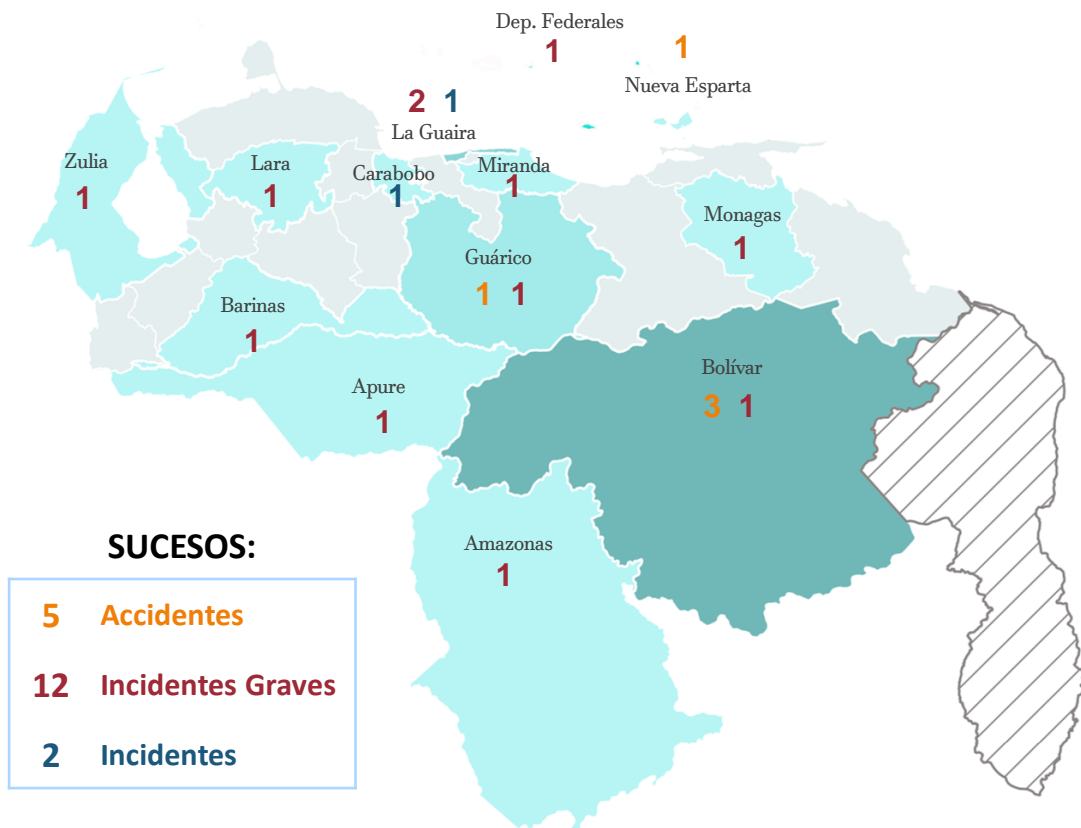 Dep. Federales
1
1
Nueva Esparta
2 1
La Guaira
Zulia
1
Lara
1
Carabobo
1
Miranda
1
Monagas
1
Guárico
1 1
Barinas
1
Bolívar
3 1
Apure
1
Amazonas
1
SUCESOS:
5 Accidentes
12 Incidentes Graves
2 Incidentes